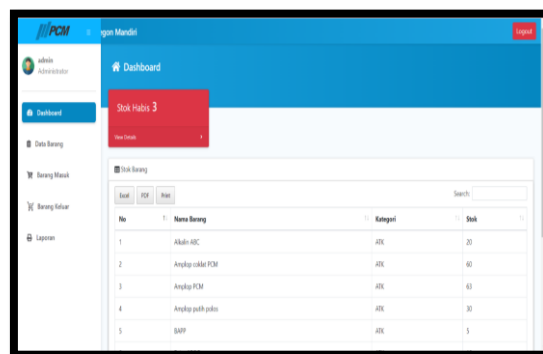 PCM
gon Mandiri
Logout
admin
Administrator
Dashboard
Stok Habis 3
View Details
Dashboard
Data Barang
Barang Masuk
Barang Keluar
Laporan
Stok Barang
Excel PDF Print
Search:
No Nama Barang Kategori Stok
1 Alkalin ABC ATK 20
2 Amplop coklat PCM ATK 60
3 Amplop PCM ATK 63
4 Amplop putih polos ATK 30
5 BAPP ATK 5